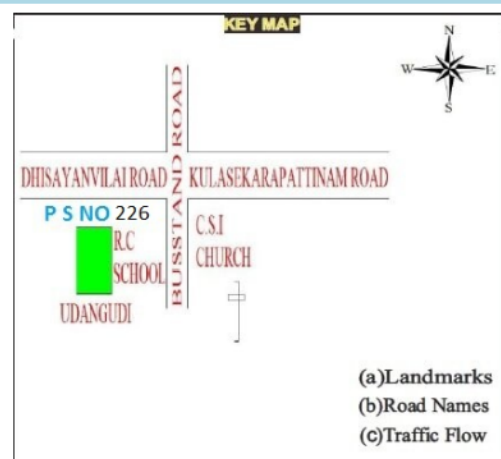 KEY MAP
N
W E
S
BUSSTAND ROAD
DHISAYANVILAI ROAD KULASEKARAPATTINAM ROAD
P S NO 226
R.C
SCHOOL
C.S.I
CHURCH
UDANGUDI
(a)Landmarks
(b)Road Names
(c)Traffic Flow